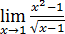 lim x→1 x²−1 / √x−1